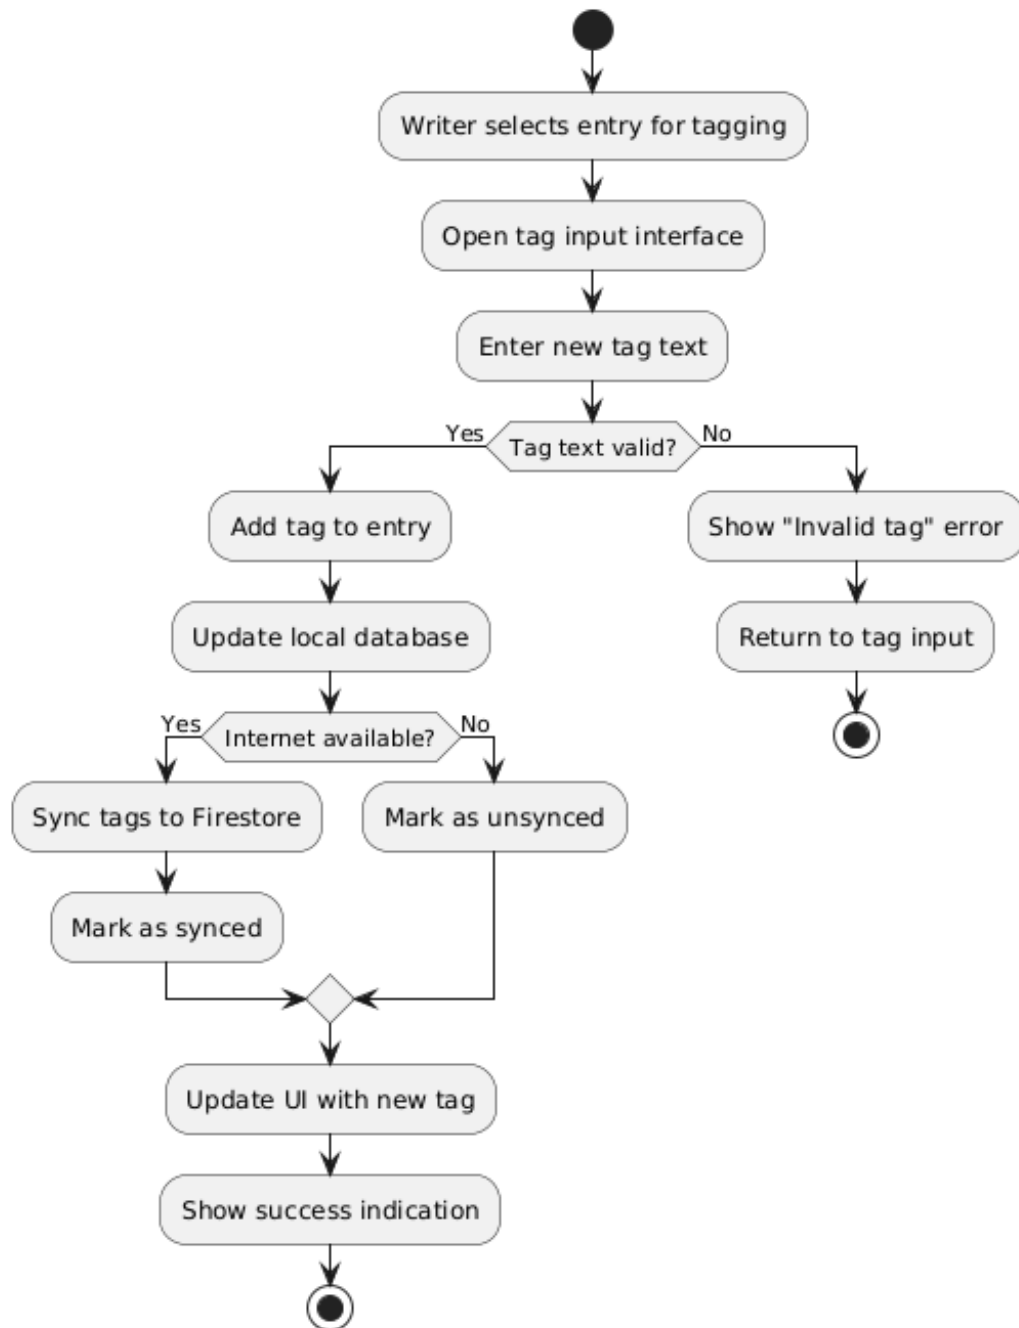 Writer selects entry for tagging
Open tag input interface
Enter new tag text
Yes
Tag text valid?
No
Add tag to entry
Show "Invalid tag" error
Update local database
Return to tag input
Yes
Internet available?
No
Sync tags to Firestore
Mark as unsynced
Mark as synced
Update UI with new tag
Show success indication